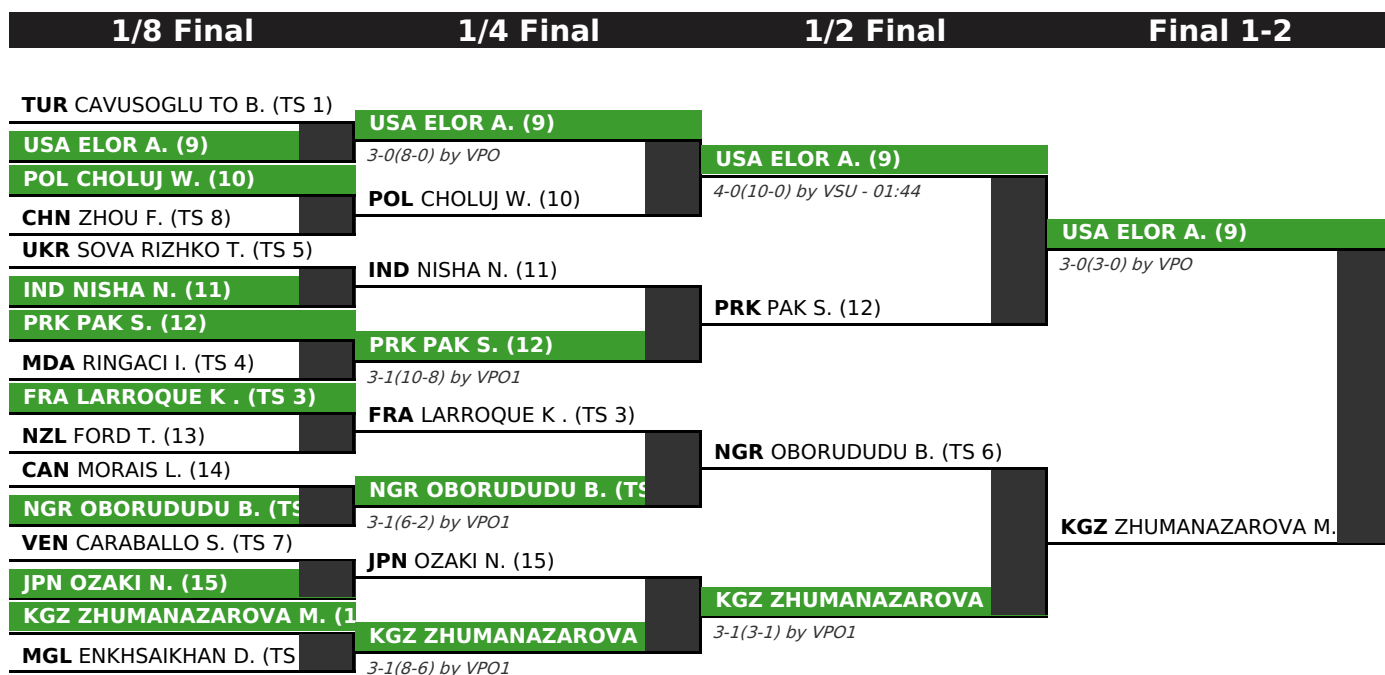 1/8 Final
1/4 Final
1/2 Final
Final 1-2
TUR CAVUSOGLU TO B. (TS 1)
USA ELOR A. (9)
POL CHOLUJ W. (10)
CHN ZHOU F. (TS 8)
UKR SOVA RIZHKO T. (TS 5)
IND NISHA N. (11)
PRK PAK S. (12)
MDA RINGACI I. (TS 4)
FRA LARROQUE K . (TS 3)
NZL FORD T. (13)
CAN MORAIS L. (14)
NGR OBORUDUDU B. (TS
VEN CARABALLO S. (TS 7)
JPN OZAKI N. (15)
KGZ ZHUMANAZAROVA M. (1
MGL ENKHSAIKHAN D. (TS
USA ELOR A. (9)
3-0(8-0) by VPO
POL CHOLUJ W. (10)
IND NISHA N. (11)
PRK PAK S. (12)
3-1(10-8) by VPO1
FRA LARROQUE K . (TS 3)
NGR OBORUDUDU B. (TS
3-1(6-2) by VPO1
JPN OZAKI N. (15)
KGZ ZHUMANAZAROVA
3-1(8-6) by VPO1
USA ELOR A. (9)
4-0(10-0) by VSU - 01:44
PRK PAK S. (12)
NGR OBORUDUDU B. (TS 6)
KGZ ZHUMANAZAROVA
3-1(3-1) by VPO1
USA ELOR A. (9)
3-0(3-0) by VPO
KGZ ZHUMANAZAROVA M.